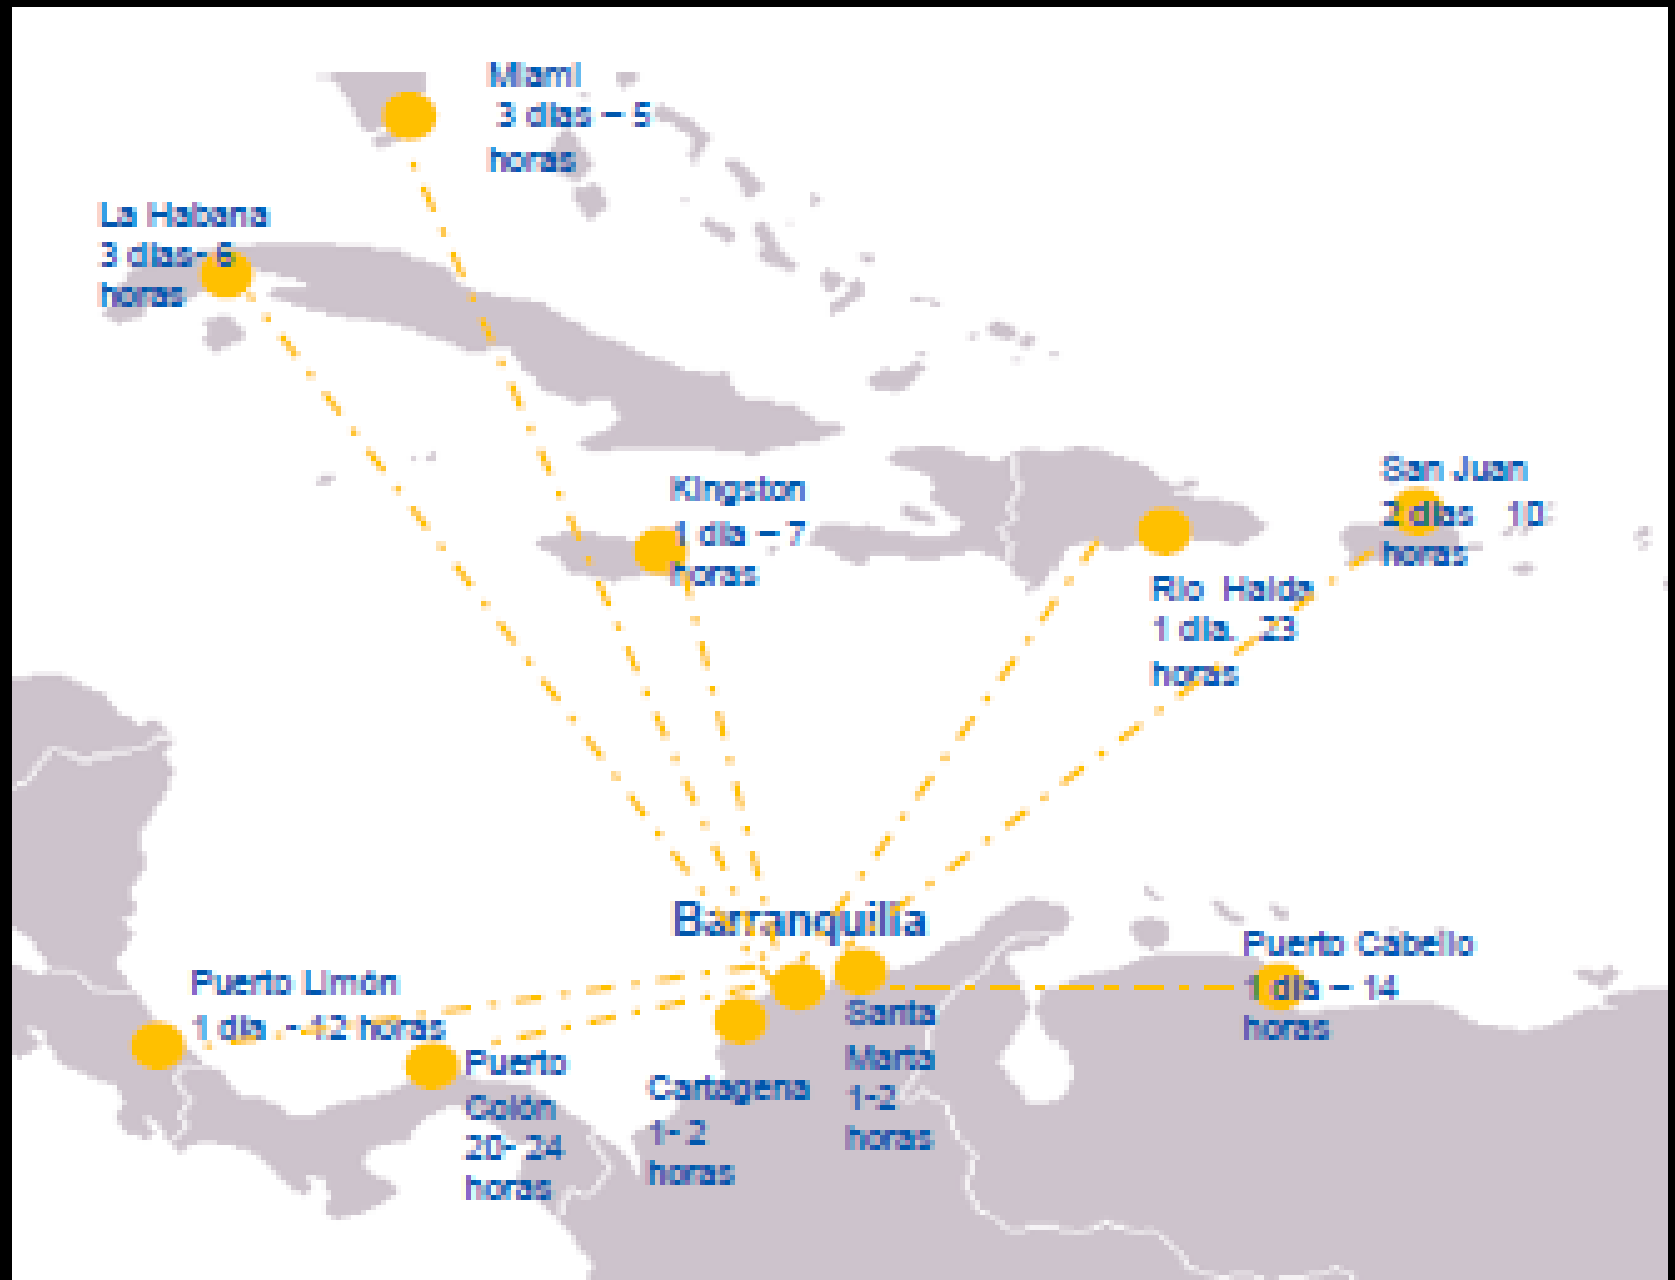 Miami
3 días – 5
horas
La Habana
3 días- 6
horas
Kingston
1 día – 7
horas
San Juan
2 días 10
horas
Rio Haida
1 día. 23
horas
Barranquilla
Puerto Cabello
1 día – 14
horas
Puerto Limón
1 día . - 12 horas
Puerto
Colón
20- 24
horas
Cartagena
1- 2
horas
Santa
Marta
1-2
horas